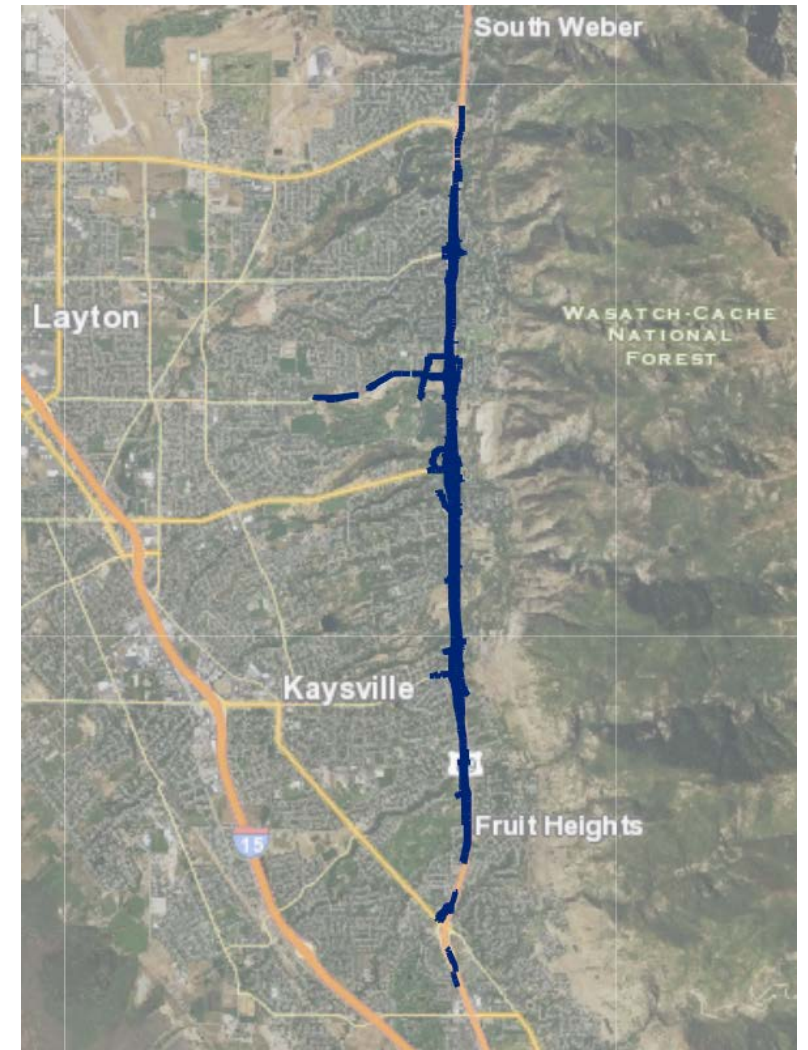 South Weber
Layton
WASATCH-CACHE
NATIONAL
FOREST
Kaysville
Fruit Heights
15